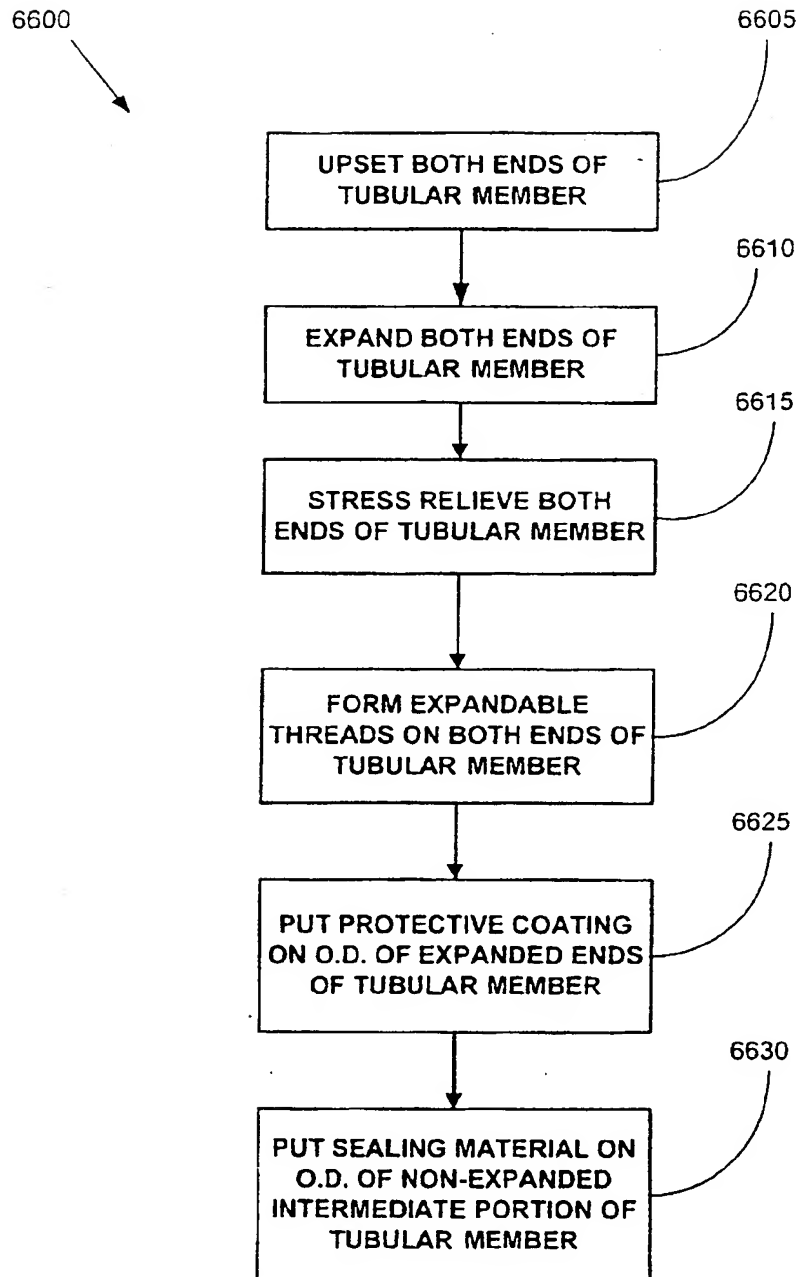 6600
6605
UPSET BOTH ENDS OF
TUBULAR MEMBER
6610
EXPAND BOTH ENDS OF
TUBULAR MEMBER
6615
STRESS RELIEVE BOTH
ENDS OF TUBULAR MEMBER
6620
FORM EXPANDABLE
THREADS ON BOTH ENDS OF
TUBULAR MEMBER
6625
PUT PROTECTIVE COATING
ON O.D. OF EXPANDED ENDS
OF TUBULAR MEMBER
6630
PUT SEALING MATERIAL ON
O.D. OF NON-EXPANDED
INTERMEDIATE PORTION OF
TUBULAR MEMBER